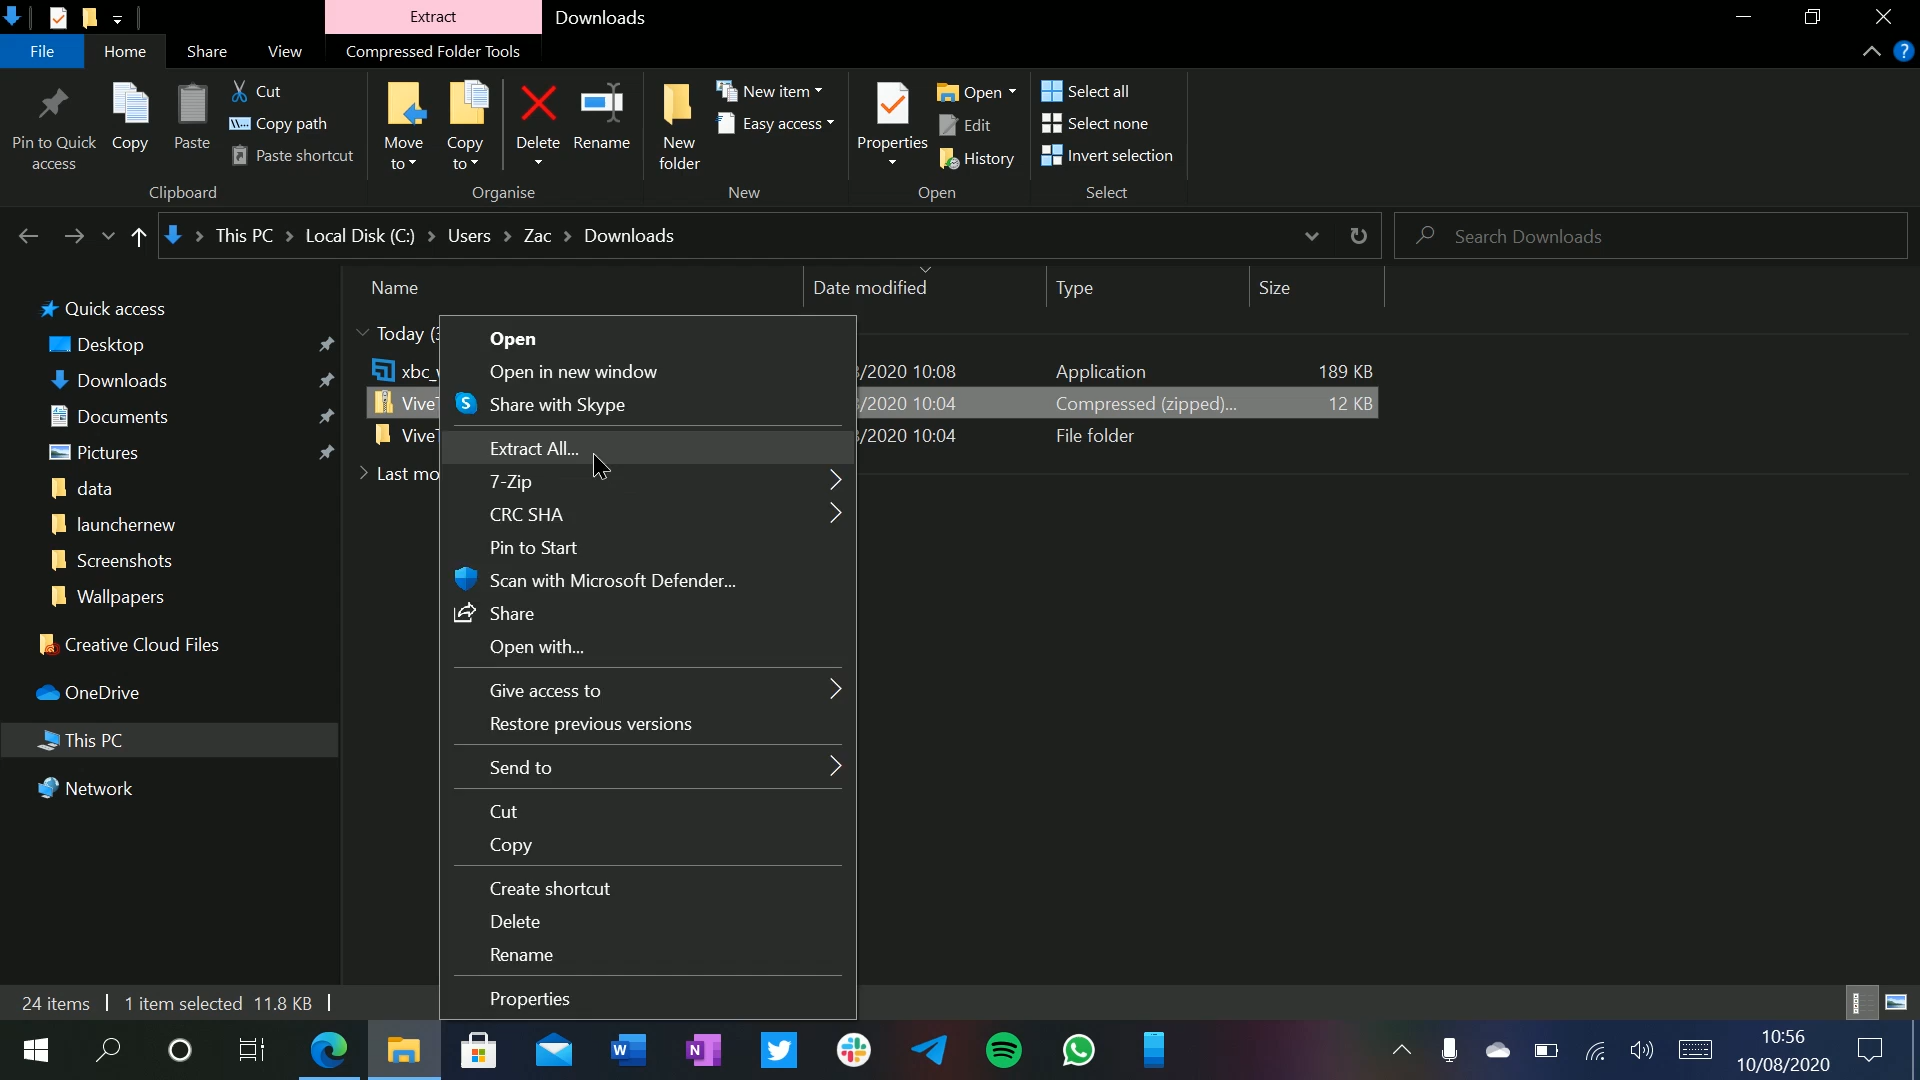 Extract
Downloads
File
Home
Share
View
Compressed Folder Tools
Pin to Quick
access
Copy
Paste
Cut
Copy path
Paste shortcut
Clipboard
Move
to
Copy
to
Delete
Rename
Organise
New
folder
New item
Easy access
New
Properties
Open
Edit
History
Open
Select all
Select none
Invert selection
Select
This PC
Local Disk (C:)
Users
Zac
Downloads
Search Downloads
Name
Date modified
Type
Size
Quick access
Desktop
Downloads
Documents
Pictures
data
launchernew
Screenshots
Wallpapers
Creative Cloud Files
OneDrive
This PC
Network
Today
/2020 10:08
Application
189 KB
/2020 10:04
Compressed (zipped)...
12 KB
/2020 10:04
File folder
Open
Open in new window
Share with Skype
Extract All...
7-Zip
CRC SHA
Pin to Start
Scan with Microsoft Defender...
Share
Open with...
Give access to
Restore previous versions
Send to
Cut
Copy
Create shortcut
Delete
Rename
Properties
24 items
1 item selected 11.8 KB
10:56
10/08/2020